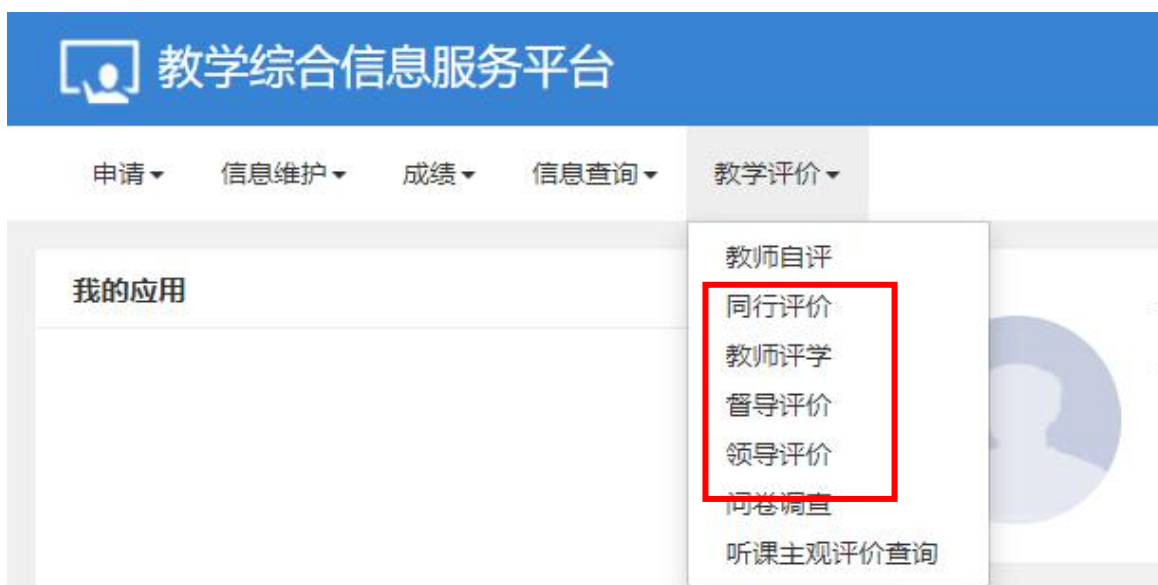 教学综合信息服务平台
申请 信息维护 成绩 信息查询 教学评价
我的应用
教师自评
同行评价
教师评学
督导评价
领导评价
问卷调查
听课主观评价查询